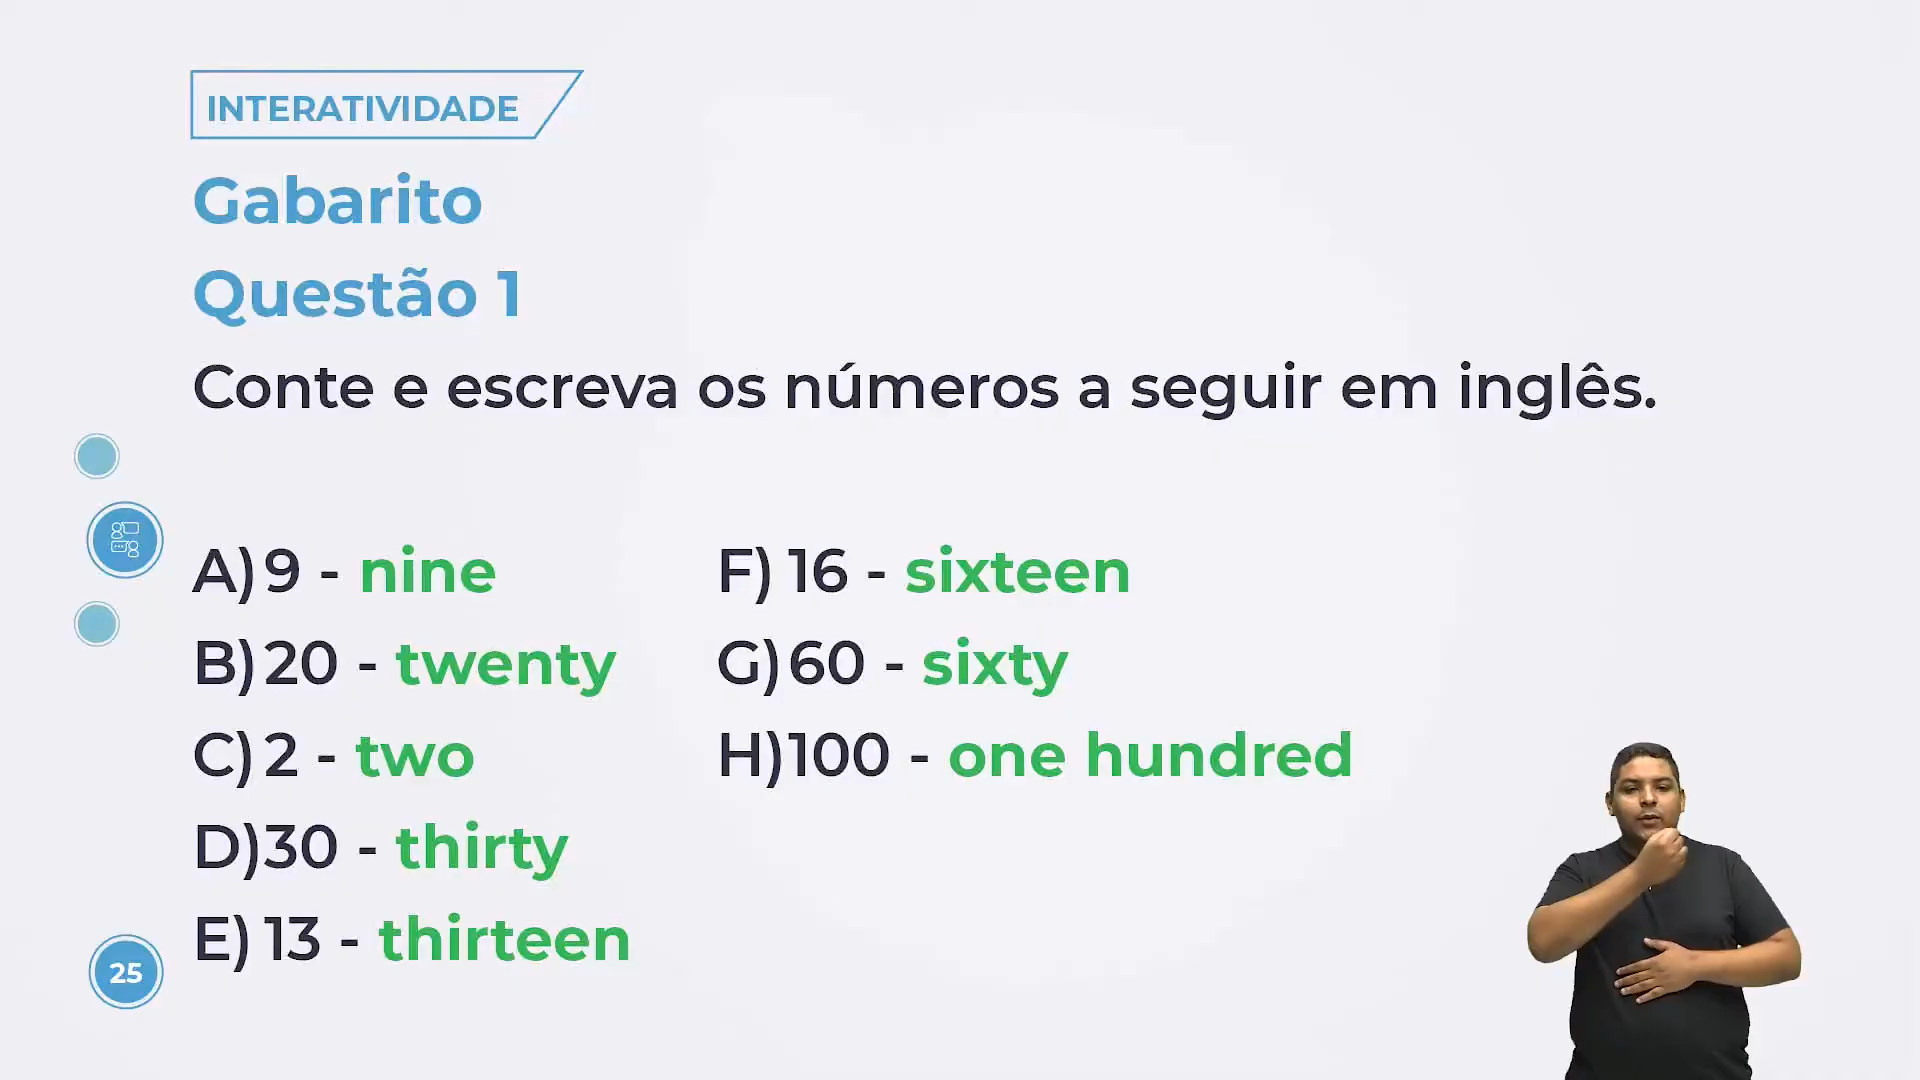 INTERATIVIDADE
Gabarito
Questão 1
Conte e escreva os números a seguir em inglês.
A) 9 - nine
B) 20 - twenty
C) 2 - two
D) 30 - thirty
E) 13 - thirteen
F) 16 - sixteen
G) 60 - sixty
H) 100 - one hundred
25